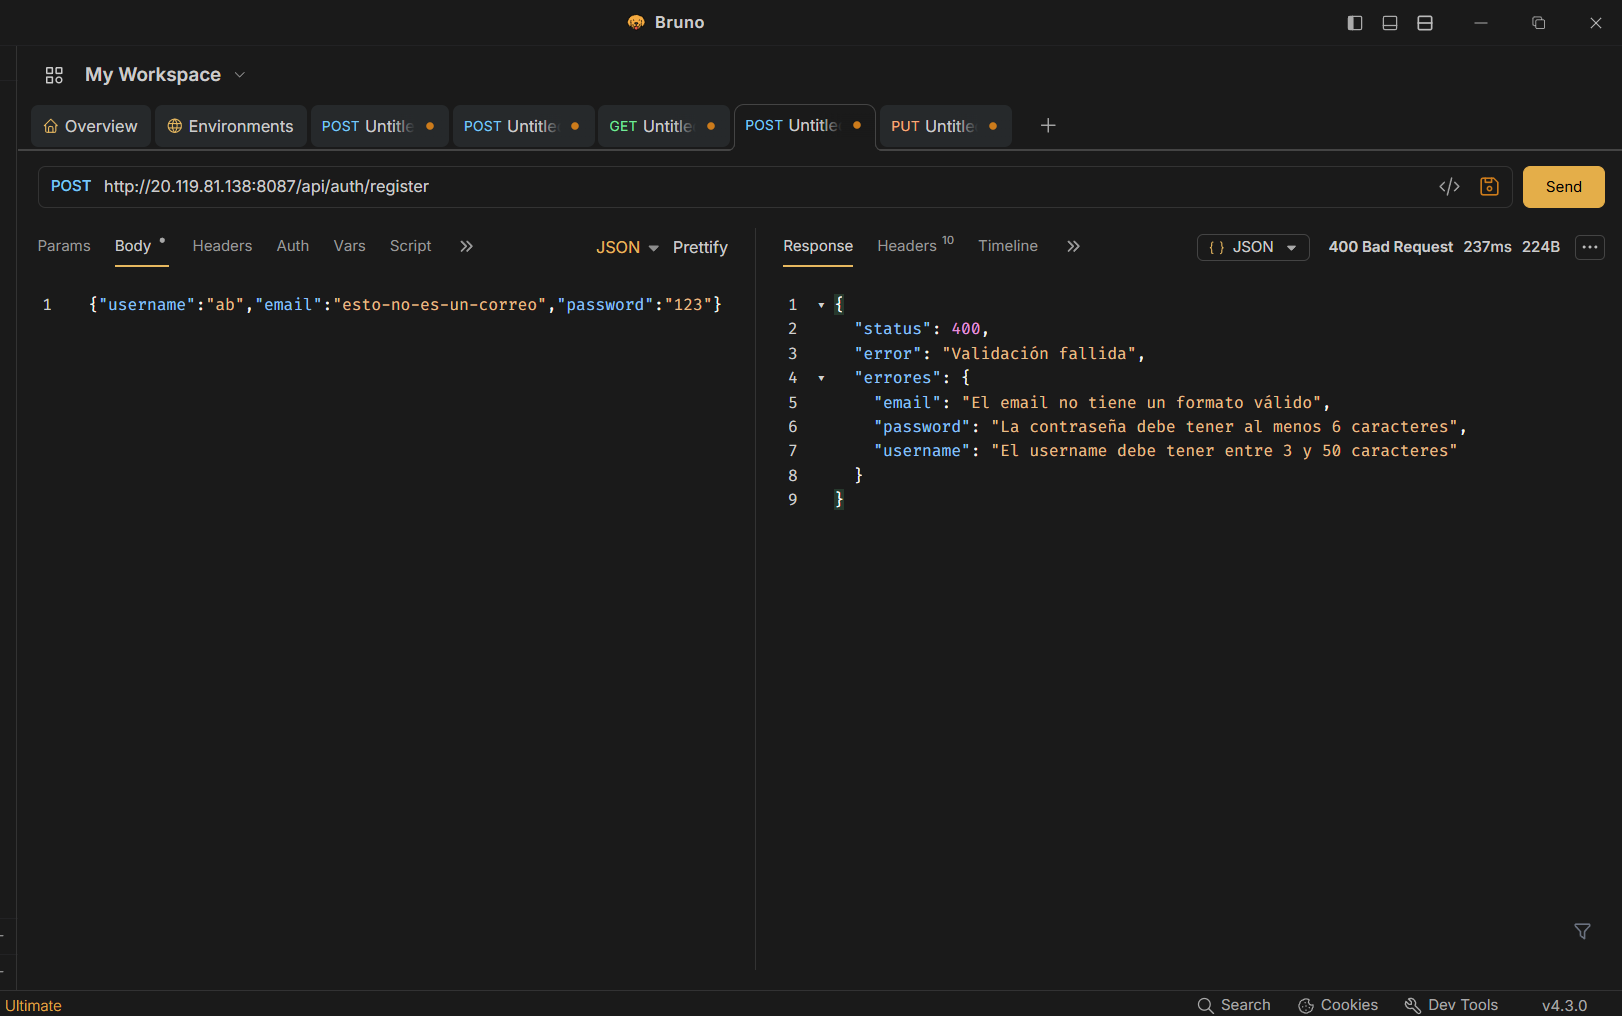 Bruno
My Workspace
Overview
Environments
POST Untitle
POST Untitle
GET Untitle
POST Untitle
PUT Untitle
POST http://20.119.81.138:8087/api/auth/register
Send
Params Body Headers Auth Vars Script JSON Prettify
Response Headers 10 Timeline { } JSON 400 Bad Request 237ms 224B
1 {"username":"ab","email":"esto-no-es-un-correo","password":"123"}
1 {
2 "status": 400,
3 "error": "Validación fallida",
4 "errores": {
5 "email": "El email no tiene un formato válido",
6 "password": "La contraseña debe tener al menos 6 caracteres",
7 "username": "El username debe tener entre 3 y 50 caracteres"
8 }
9 }
Ultimate
Search Cookies Dev Tools v4.3.0